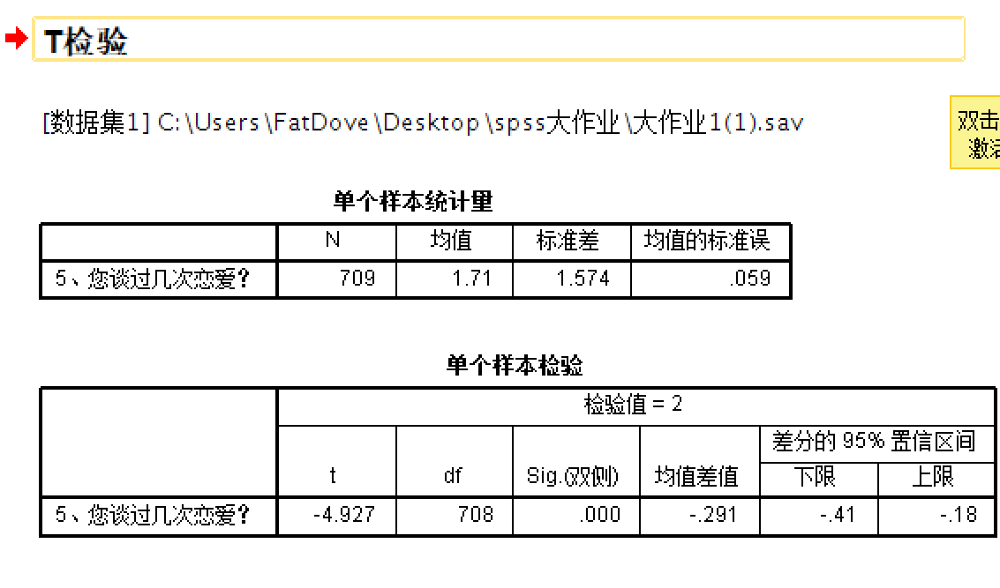 T检验
[数据集1] C:\Users\FatDove\Desktop\spss大作业\大作业1(1).sav
双击
激活
单个样本统计量
N 均值 标准差 均值的标准误
5、您谈过几次恋爱？ 709 1.71 1.574 .059
单个样本检验
检验值 = 2
差分的 95% 置信区间
t df Sig.(双侧) 均值差值 下限 上限
5、您谈过几次恋爱？ -4.927 708 .000 -.291 -.41 -.18